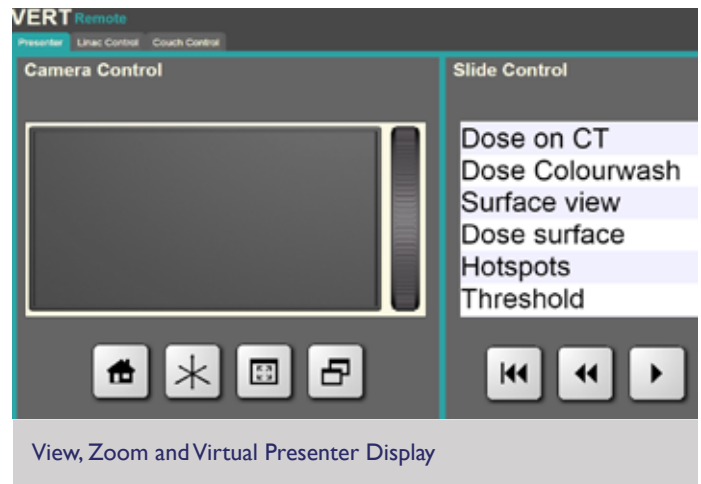 VERT Remote
Presenter Linac Control Couch Control
Camera Control
Slide Control
Dose on CT
Dose Colourwash
Surface view
Dose surface
Hotspots
Threshold
View, Zoom and Virtual Presenter Display